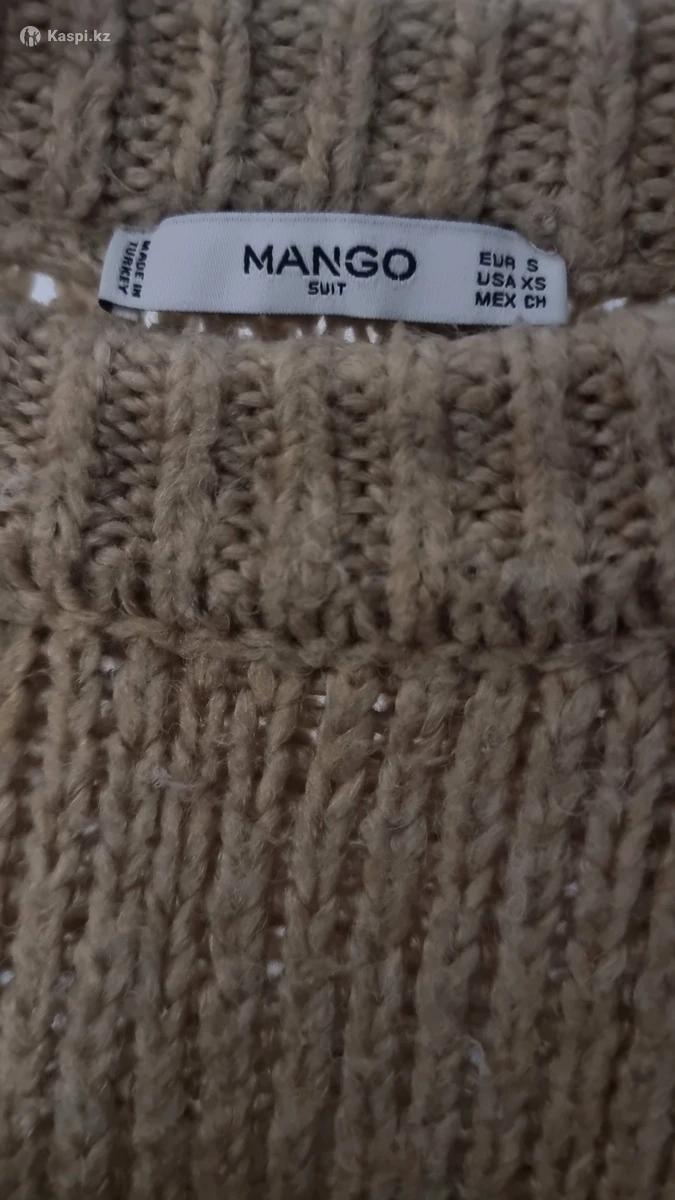 Kaspi.kz
MANGO
SUIT
EUR S
USA XS
MEX CH
MADE IN
TURKEY